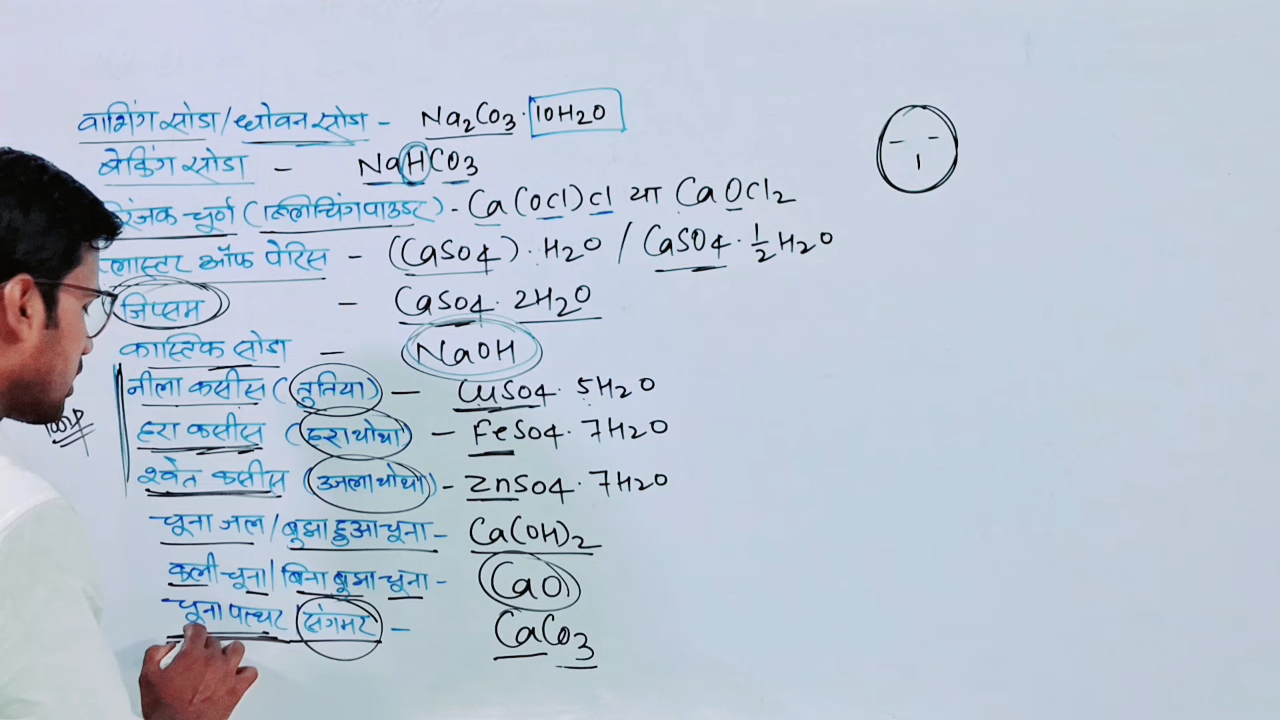 वाशिंग सोडा/धोवन सोडा - Na2CO3·10H2O
बेकिंग सोडा - NaHCO3
रंजक चूर्ण (ब्लीचिंग पाउडर) - Ca(OCl)Cl या CaOCl2
प्लास्टर ऑफ पेरिस - (CaSO4)·H2O / CaSO4·½H2O
जिप्सम - CaSO4·2H2O
कास्टिक सोडा - NaOH
नीला कसीस (तुतिया) - CuSO4·5H2O
हरा कसीस (हराथोथा) - FeSO4·7H2O
श्वेत कसीस (उजलाथोथा) - ZnSO4·7H2O
चूना जल/बुझा हुआ चूना - Ca(OH)2
कली चूना/बिना बुझा चूना - CaO
चूना पत्थर/संगमर - CaCO3